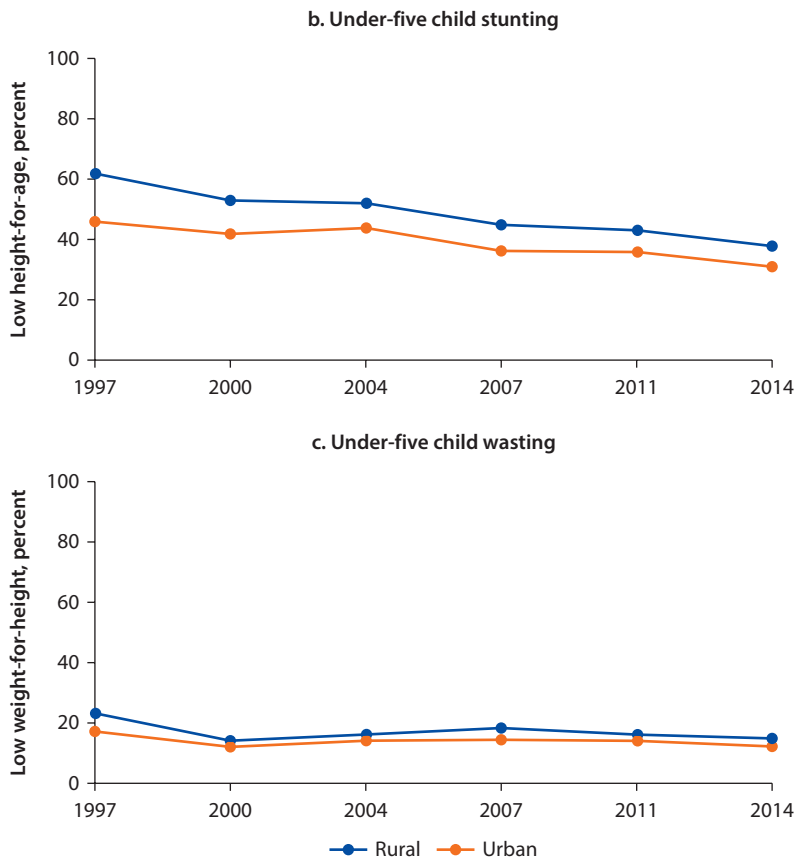 b. Under-five child stunting
Low height-for-age, percent
100
80
60
40
20
0
1997 2000 2004 2007 2011 2014
c. Under-five child wasting
Low weight-for-height, percent
100
80
60
40
20
0
1997 2000 2004 2007 2011 2014
Rural Urban